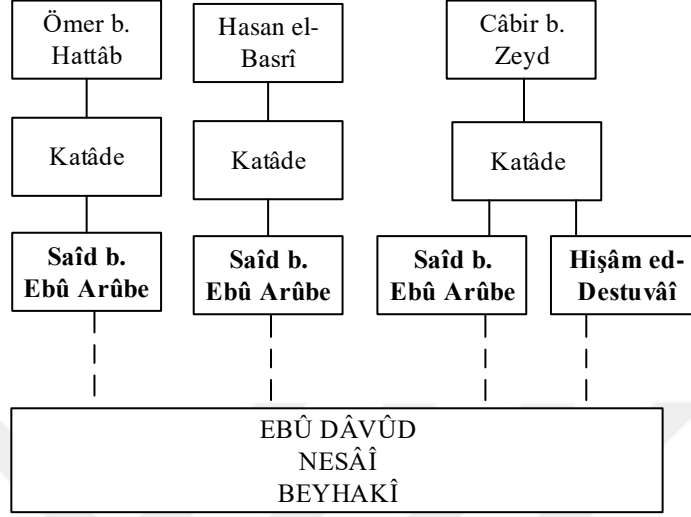 Ömer b.
Hattâb
Hasan el-
Basrî
Câbir b.
Zeyd
Katâde
Katâde
Katâde
Saîd b.
Ebû Arûbe
Saîd b.
Ebû Arûbe
Saîd b.
Ebû Arûbe
Hişâm ed-
Destuvâî
EBÛ DÂVÛD
NESÂÎ
BEYHAKÎ